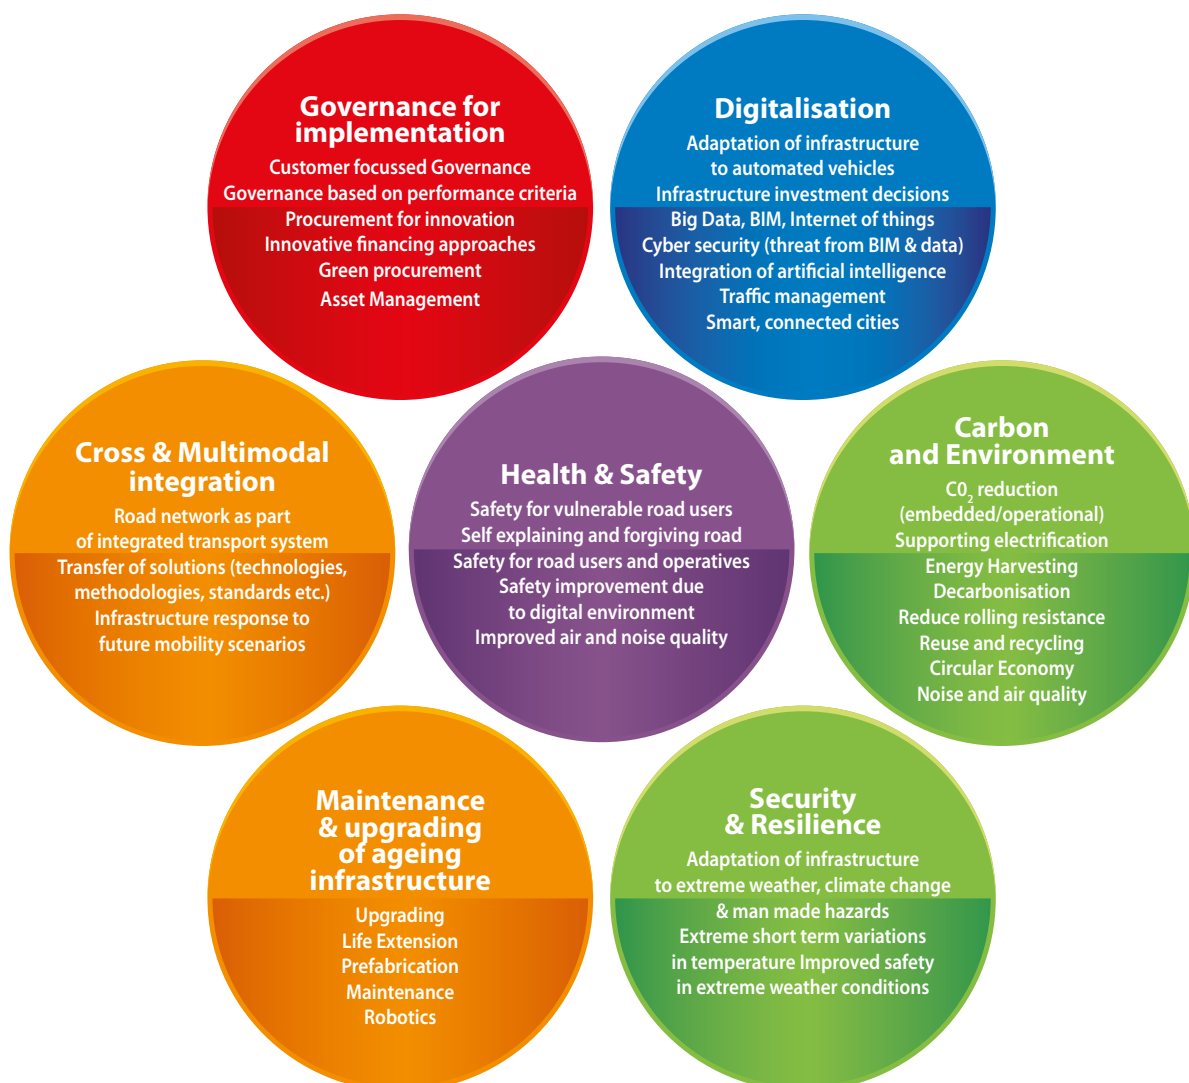 Governance for
implementation
Customer focussed Governance
Governance based on performance criteria
Procurement for innovation
Innovative financing approaches
Green procurement
Asset Management
Digitalisation
Adaptation of infrastructure
to automated vehicles
Infrastructure investment decisions
Big Data, BIM, Internet of things
Cyber security (threat from BIM & data)
Integration of artificial intelligence
Traffic management
Smart, connected cities
Cross & Multimodal
integration
Road network as part
of integrated transport system
Transfer of solutions (technologies,
methodologies, standards etc.)
Infrastructure response to
future mobility scenarios
Health & Safety
Safety for vulnerable road users
Self explaining and forgiving road
Safety for road users and operatives
Safety improvement due
to digital environment
Improved air and noise quality
Carbon
and Environment
C0₂ reduction
(embedded/operational)
Supporting electrification
Energy Harvesting
Decarbonisation
Reduce rolling resistance
Reuse and recycling
Circular Economy
Noise and air quality
Maintenance
& upgrading
of ageing
infrastructure
Upgrading
Life Extension
Prefabrication
Maintenance
Robotics
Security
& Resilience
Adaptation of infrastructure
to extreme weather, climate change
& man made hazards
Extreme short term variations
in temperature Improved safety
in extreme weather conditions